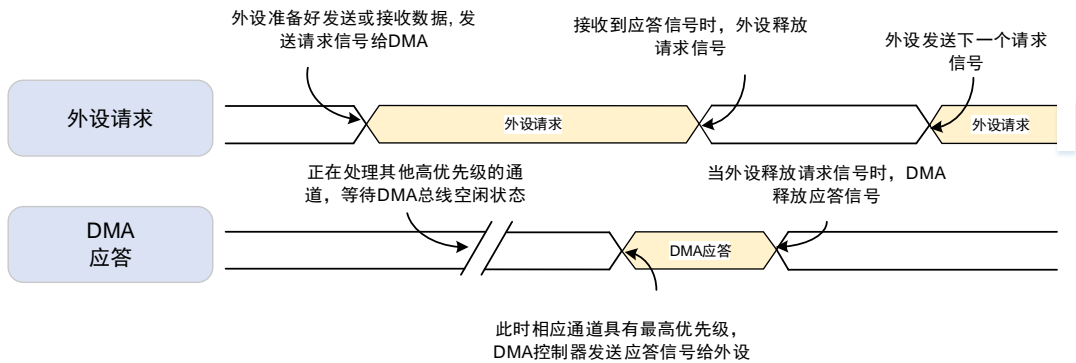 外设准备好发送或接收数据, 发
送请求信号给DMA
接收到应答信号时，外设释放
请求信号
外设发送下一个请求
信号
外设请求
外设请求
外设请求
正在处理其他高优先级的通
道，等待DMA总线空闲状态
当外设释放请求信号时，DMA
释放应答信号
DMA
应答
DMA应答
此时相应通道具有最高优先级，
DMA控制器发送应答信号给外设